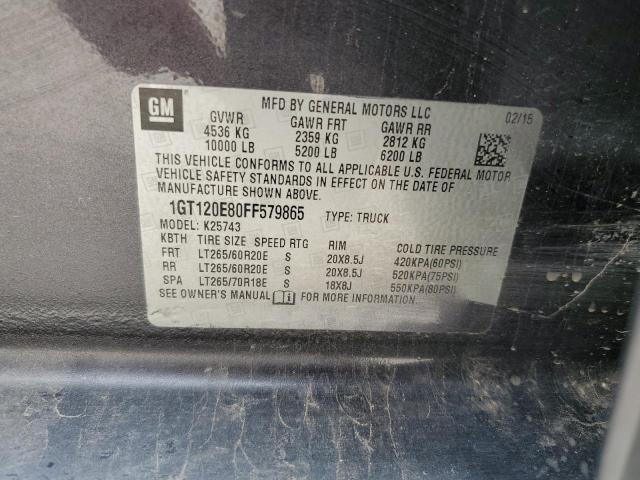 GM
MFD BY GENERAL MOTORS LLC
02/15
GVWR GAWR FRT GAWR RR
4536 KG 2359 KG 2812 KG
10000 LB 5200 LB 6200 LB
THIS VEHICLE CONFORMS TO ALL APPLICABLE U.S. FEDERAL MOTOR
VEHICLE SAFETY STANDARDS IN EFFECT ON THE DATE OF
MANUFACTURE SHOWN ABOVE.
1GT120E80FF579865 TYPE: TRUCK
MODEL: K25743
KBTH TIRE SIZE SPEED RTG RIM COLD TIRE PRESSURE
FRT LT265/60R20E S 20X8.5J 420KPA(60PSI)
RR LT265/60R20E S 20X8.5J 520KPA(75PSI)
SPA LT265/70R18E S 18X8J 550KPA(80PSI)
SEE OWNER'S MANUAL FOR MORE INFORMATION.